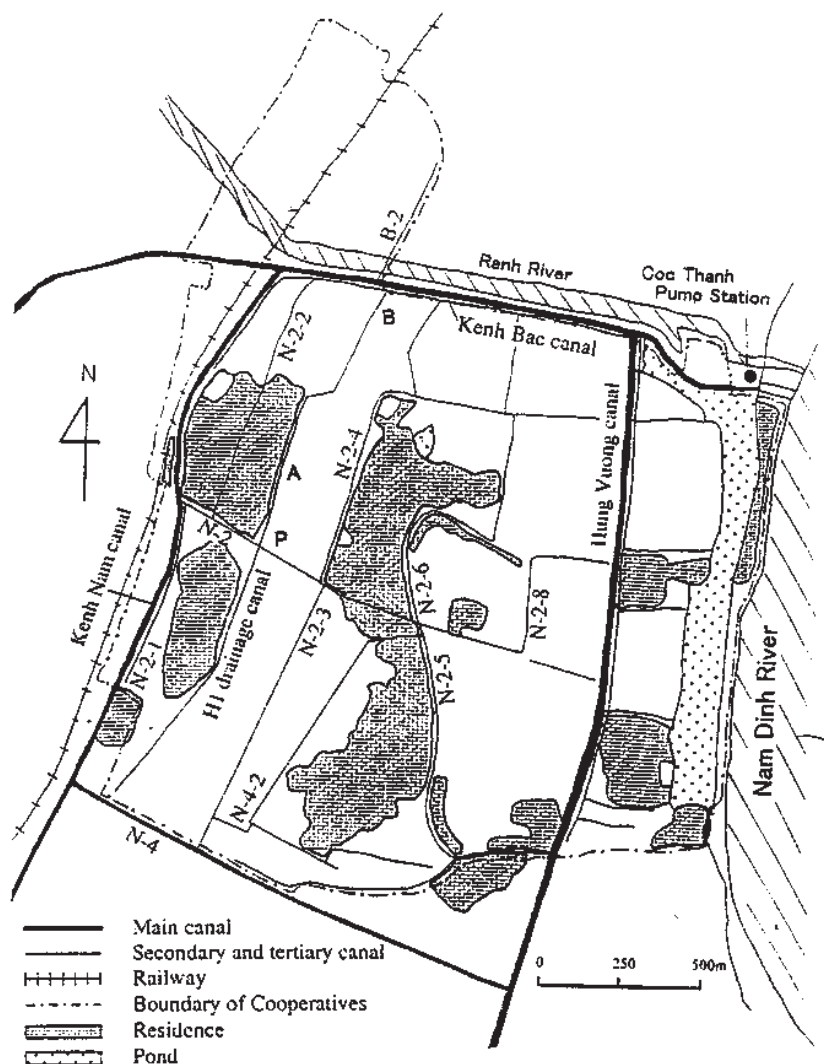 B-2
Renh River
Coc Thanh
Pump Station
B
Kenh Bac canal
N-2-2
N
N-2-4
A
Hung Vuong canal
N-2
P
Kenh Nam canal
N-2-6
N-2-8
N-2-3
N-2-1
H1 drainage canal
N-2-5
Nam Dinh River
N-4-2
N-4
Main canal
Secondary and tertiary canal
Railway
Boundary of Cooperatives
Residence
Pond
0 250 500m